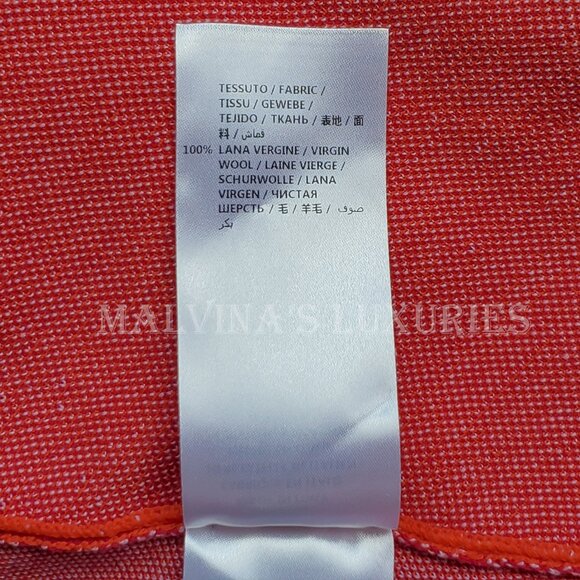 TESSUTO / FABRIC /
TISSU / GEWEBE /
TEJIDO / ТКАНЬ / 表地 / 面
料 / قماش /
100% LANA VERGINE / VIRGIN
WOOL / LAINE VIERGE /
SCHURWOLLE / LANA
VIRGEN / ЧИСТАЯ
ШЕРСТЬ / 毛 / 羊毛 / صوف
بكر
MALVINA'S LUXURIES